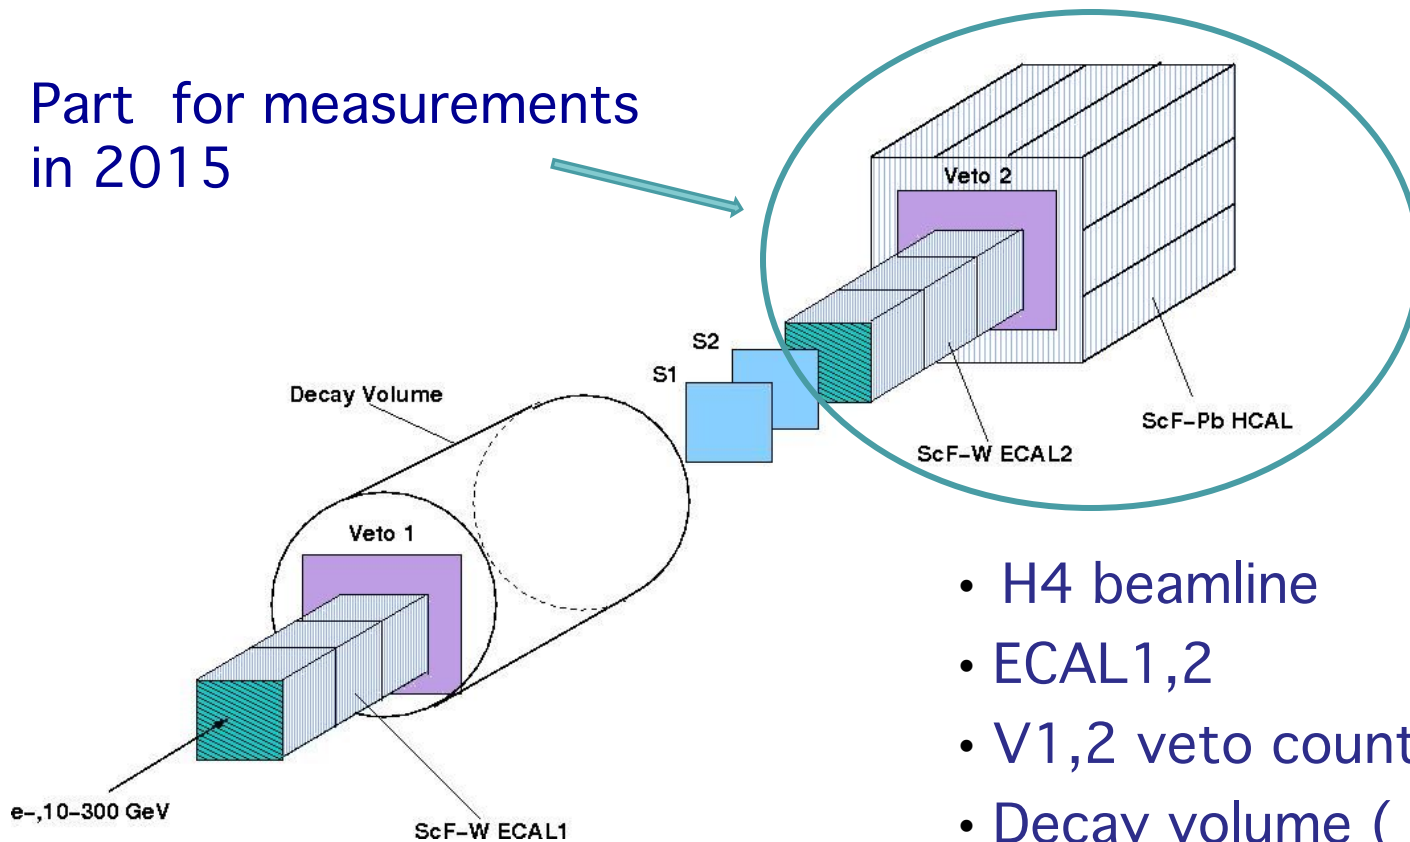 Part for measurements
in 2015
Veto 2
S2
S1
Decay Volume
ScF-Pb HCAL
ScF-W ECAL2
Veto 1
e-,10-300 GeV
ScF-W ECAL1
• H4 beamline
• ECAL1,2
• V1,2 veto count
• Decay volume (